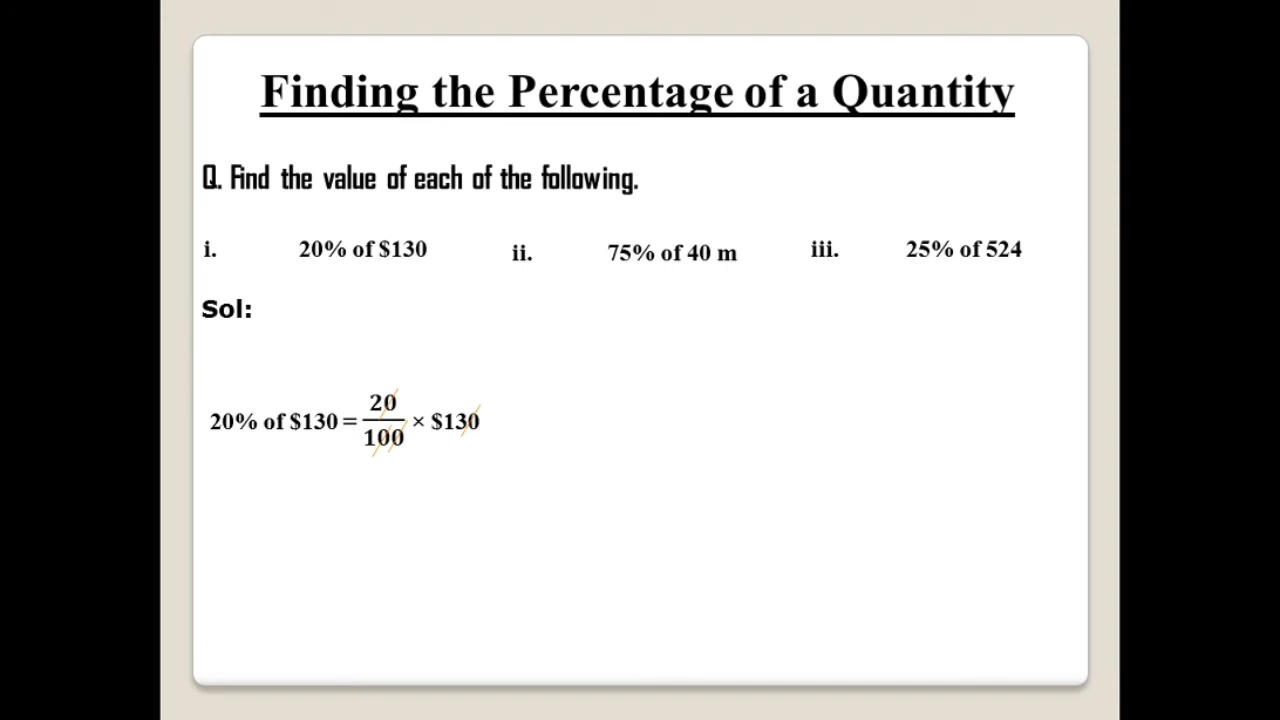 Finding the Percentage of a Quantity
Q. Find the value of each of the following.
i. 20% of $130 ii. 75% of 40 m iii. 25% of 524
Sol:
20% of $130 = 20/100 × $130